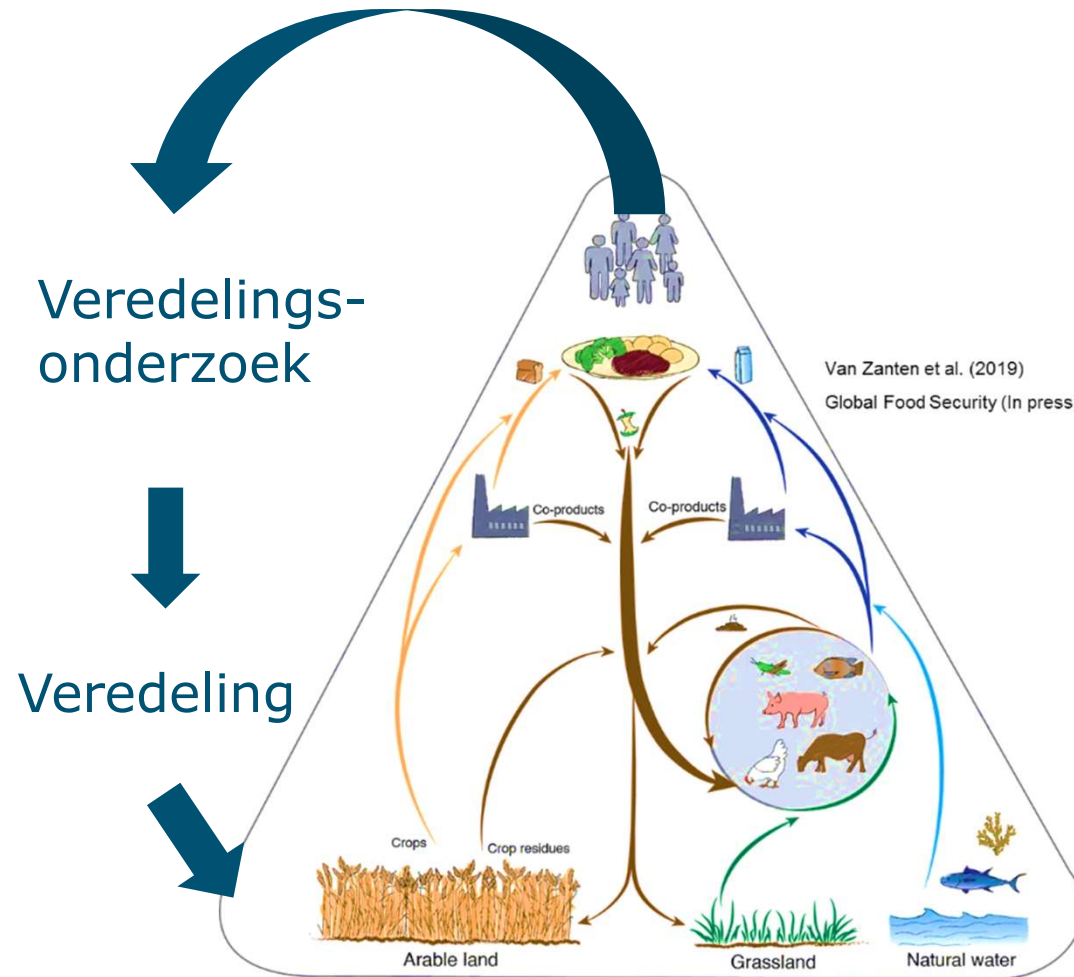 Veredelings-
onderzoek
Van Zanten et al. (2019)
Global Food Security (In press
Co-products
Co-products
Veredeling
Crops
Crop residues
Arable land
Grassland
Natural water